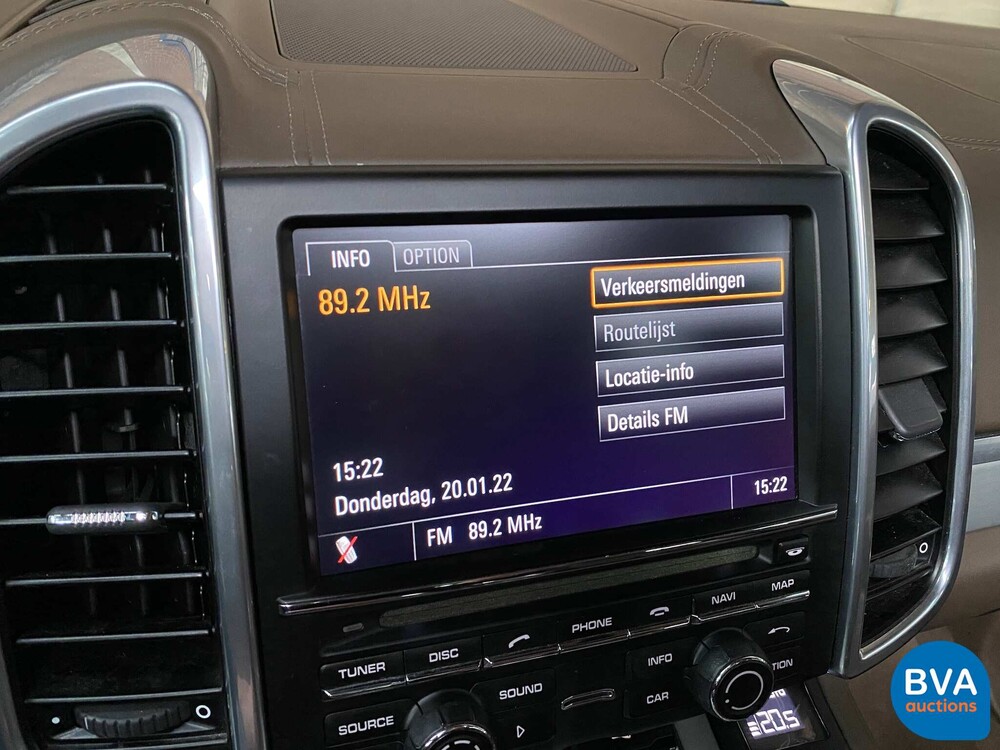 INFO OPTION
89.2 MHz
Verkeersmeldingen
Routelijst
Locatie-info
Details FM
15:22
Donderdag, 20.01.22
FM 89.2 MHz
15:22
TUNER DISC PHONE NAVI MAP
SOURCE SOUND INFO
CAR
20.5
BVA
auctions